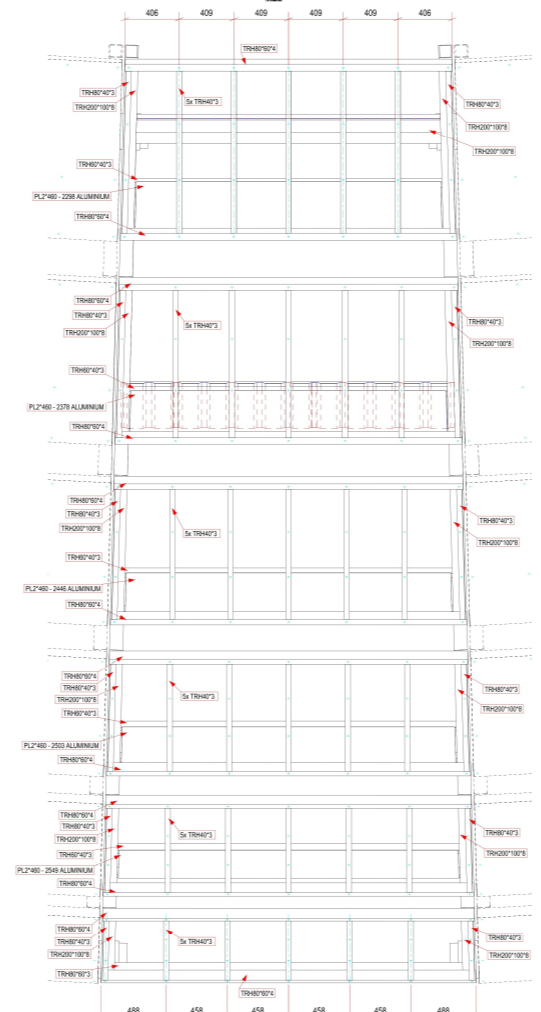 406 409 409 409 409 406
TRH80*60*4
TRH80*40*3
TRH200*100*8
5x TRH40*3
TRH80*40*3
TRH200*100*8
TRH200*100*8
TRH60*40*3
PL2*460 - 2298 ALUMINIUM
TRH80*60*4
TRH80*60*4
TRH80*40*3
TRH200*100*8
5x TRH40*3
TRH80*40*3
TRH200*100*8
TRH60*40*3
PL2*460 - 2378 ALUMINIUM
TRH80*60*4
TRH80*60*4
TRH80*40*3
TRH200*100*8
5x TRH40*3
TRH80*40*3
TRH200*100*8
TRH60*40*3
PL2*460 - 2446 ALUMINIUM
TRH80*60*4
TRH80*60*4
TRH80*40*3
TRH200*100*8
5x TRH40*3
TRH80*40*3
TRH200*100*8
TRH60*40*3
PL2*460 - 2503 ALUMINIUM
TRH80*60*4
TRH80*60*4
TRH80*40*3
TRH200*100*8
5x TRH40*3
TRH80*40*3
TRH200*100*8
TRH60*40*3
PL2*460 - 2549 ALUMINIUM
TRH80*60*4
TRH80*60*4
TRH80*40*3
TRH200*100*8
5x TRH40*3
TRH80*40*3
TRH200*100*8
TRH80*60*3
TRH80*60*4
488 458 458 458 458 488